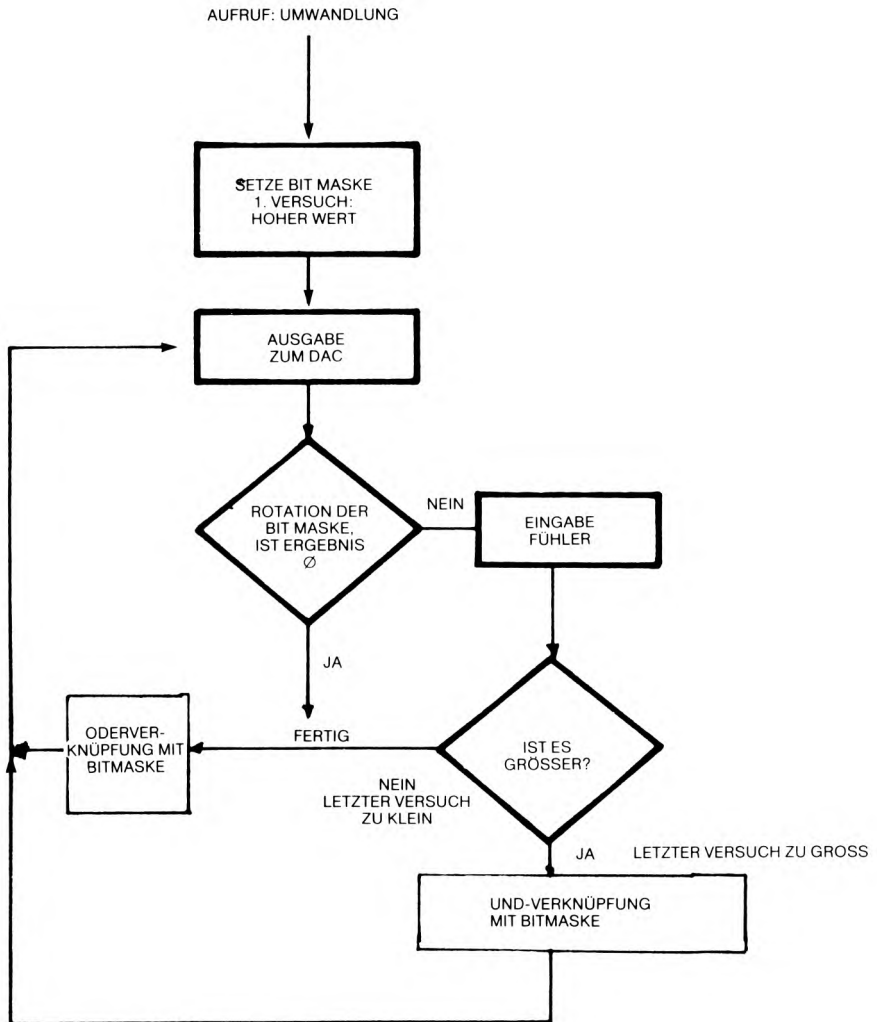 AUFRUF: UMWANDLUNG
SETZE BIT MASKE
1. VERSUCH:
HOHER WERT
AUSGABE
ZUM DAC
ROTATION DER
BIT MASKE,
IST ERGEBNIS
Ø
NEIN
EINGABE
FÜHLER
JA
FERTIG
ODERVER-
KNÜPFUNG MIT
BITMASKE
IST ES
GRÖSSER?
NEIN
LETZTER VERSUCH
ZU KLEIN
JA
LETZTER VERSUCH ZU GROSS
UND-VERKNÜPFUNG
MIT BITMASKE